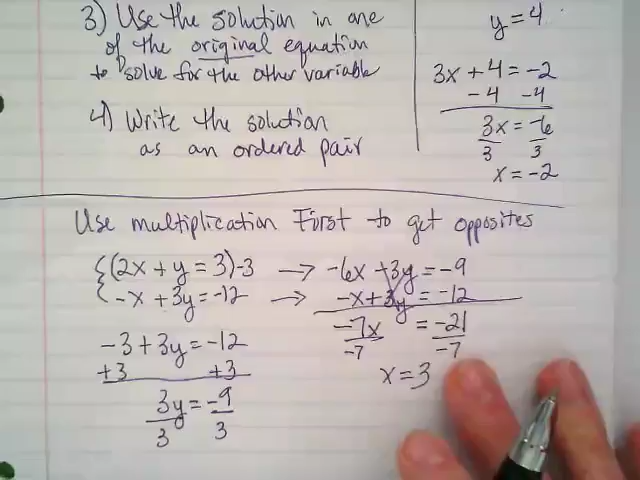 3) Use the solution in one
of the original equation
to solve for the other variable
4) Write the solution
as an ordered pair
y = 4
3x + 4 = -2
-4 -4
3x = -6
3 3
x = -2
Use multiplication First to get opposites
{(2x + y = 3)-3 → -6x +3y = -9
{-x + 3y = -12 → -x + 3y = -12
-7x = -21
-7 -7
x = 3
-3 + 3y = -12
+3 +3
3y = -9
3 3